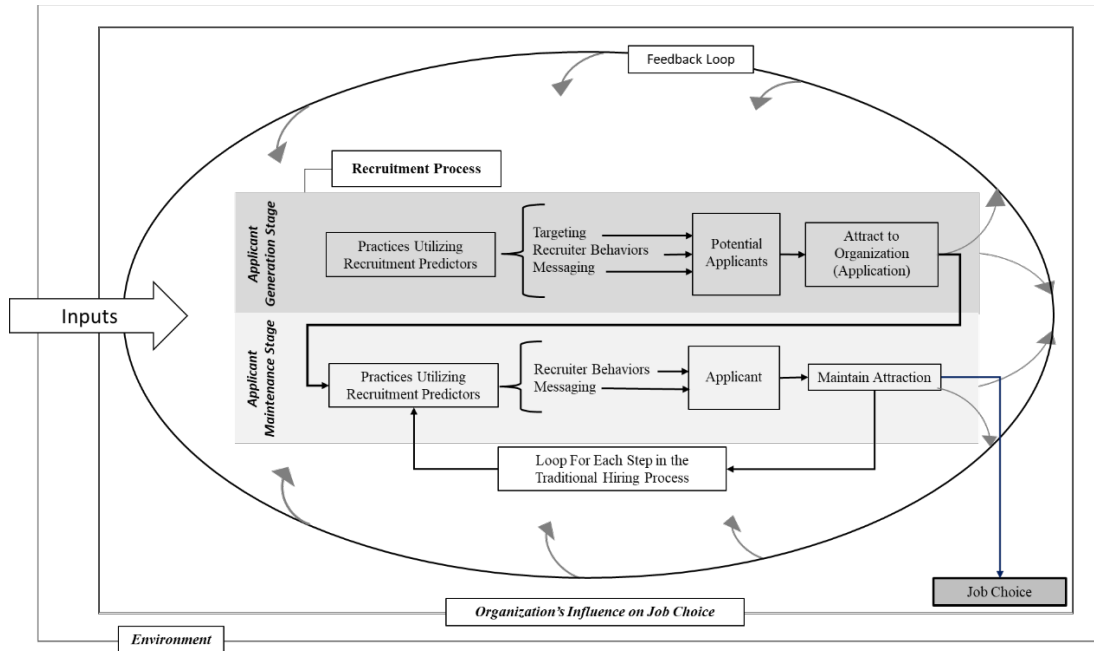 Feedback Loop
Recruitment Process
Applicant
Generation Stage
Practices Utilizing
Recruitment Predictors
Targeting
Recruiter Behaviors
Messaging
Potential
Applicants
Attract to
Organization
(Application)
Inputs
Applicant
Maintenance Stage
Practices Utilizing
Recruitment Predictors
Recruiter Behaviors
Messaging
Applicant
Maintain Attraction
Loop For Each Step in the
Traditional Hiring Process
Job Choice
Organization's Influence on Job Choice
Environment